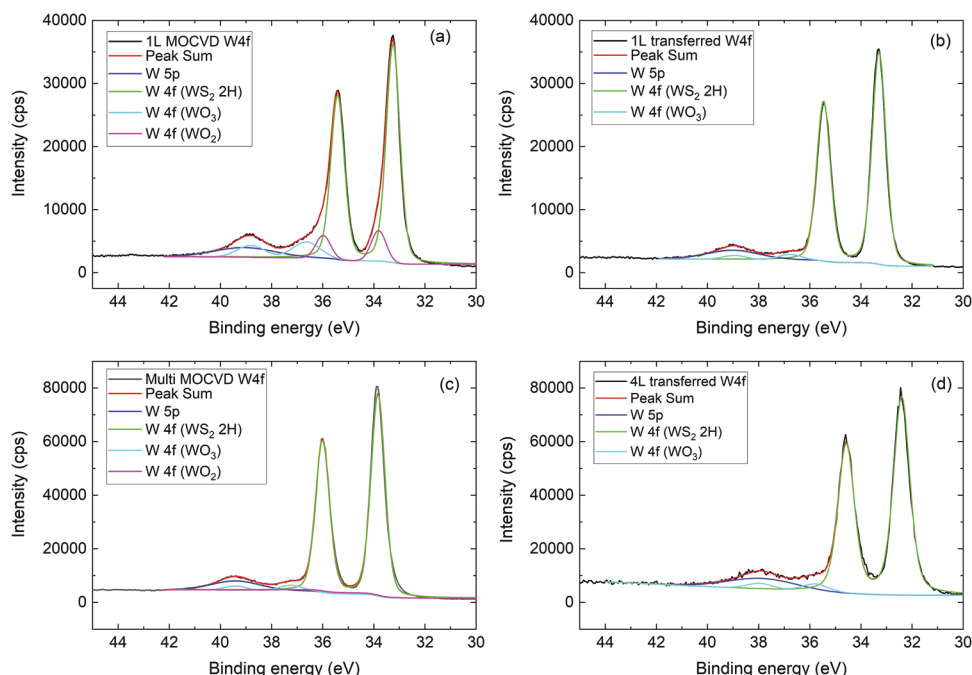 (a)
1L MOCVD W4f
Peak Sum
W 5p
W 4f (WS₂ 2H)
W 4f (WO₃)
W 4f (WO₂)
Intensity (cps)
40000
30000
20000
10000
0
44 42 40 38 36 34 32 30
Binding energy (eV)
(b)
1L transferred W4f
Peak Sum
W 5p
W 4f (WS₂ 2H)
W 4f (WO₃)
Intensity (cps)
40000
30000
20000
10000
0
44 42 40 38 36 34 32 30
Binding energy (eV)
(c)
Multi MOCVD W4f
Peak Sum
W 5p
W 4f (WS₂ 2H)
W 4f (WO₃)
W 4f (WO₂)
Intensity (cps)
80000
60000
40000
20000
0
44 42 40 38 36 34 32 30
Binding energy (eV)
(d)
4L transferred W4f
Peak Sum
W 5p
W 4f (WS₂ 2H)
W 4f (WO₃)
Intensity (cps)
80000
60000
40000
20000
0
44 42 40 38 36 34 32 30
Binding energy (eV)